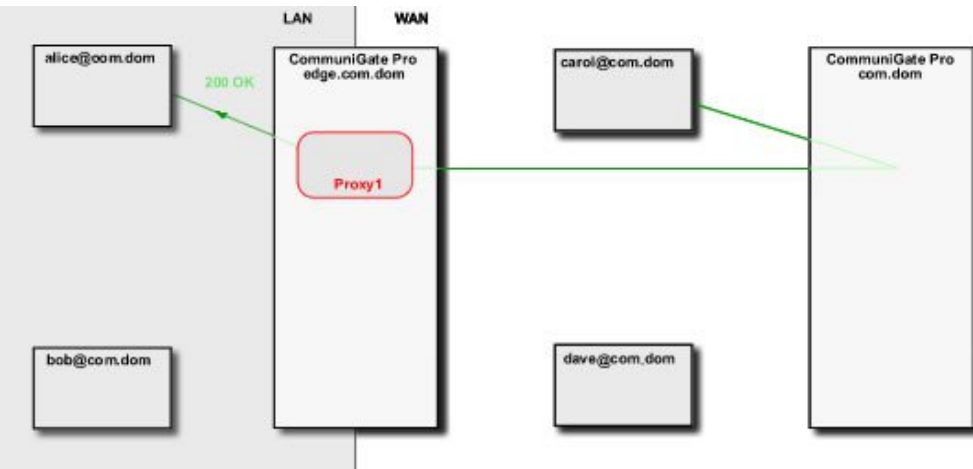 LAN
WAN
alice@com.dom
CommuniGate Pro
edge.com.dom
carol@com.dom
CommuniGate Pro
com.dom
200 OK
Proxy1
bob@com.dom
dave@com.dom